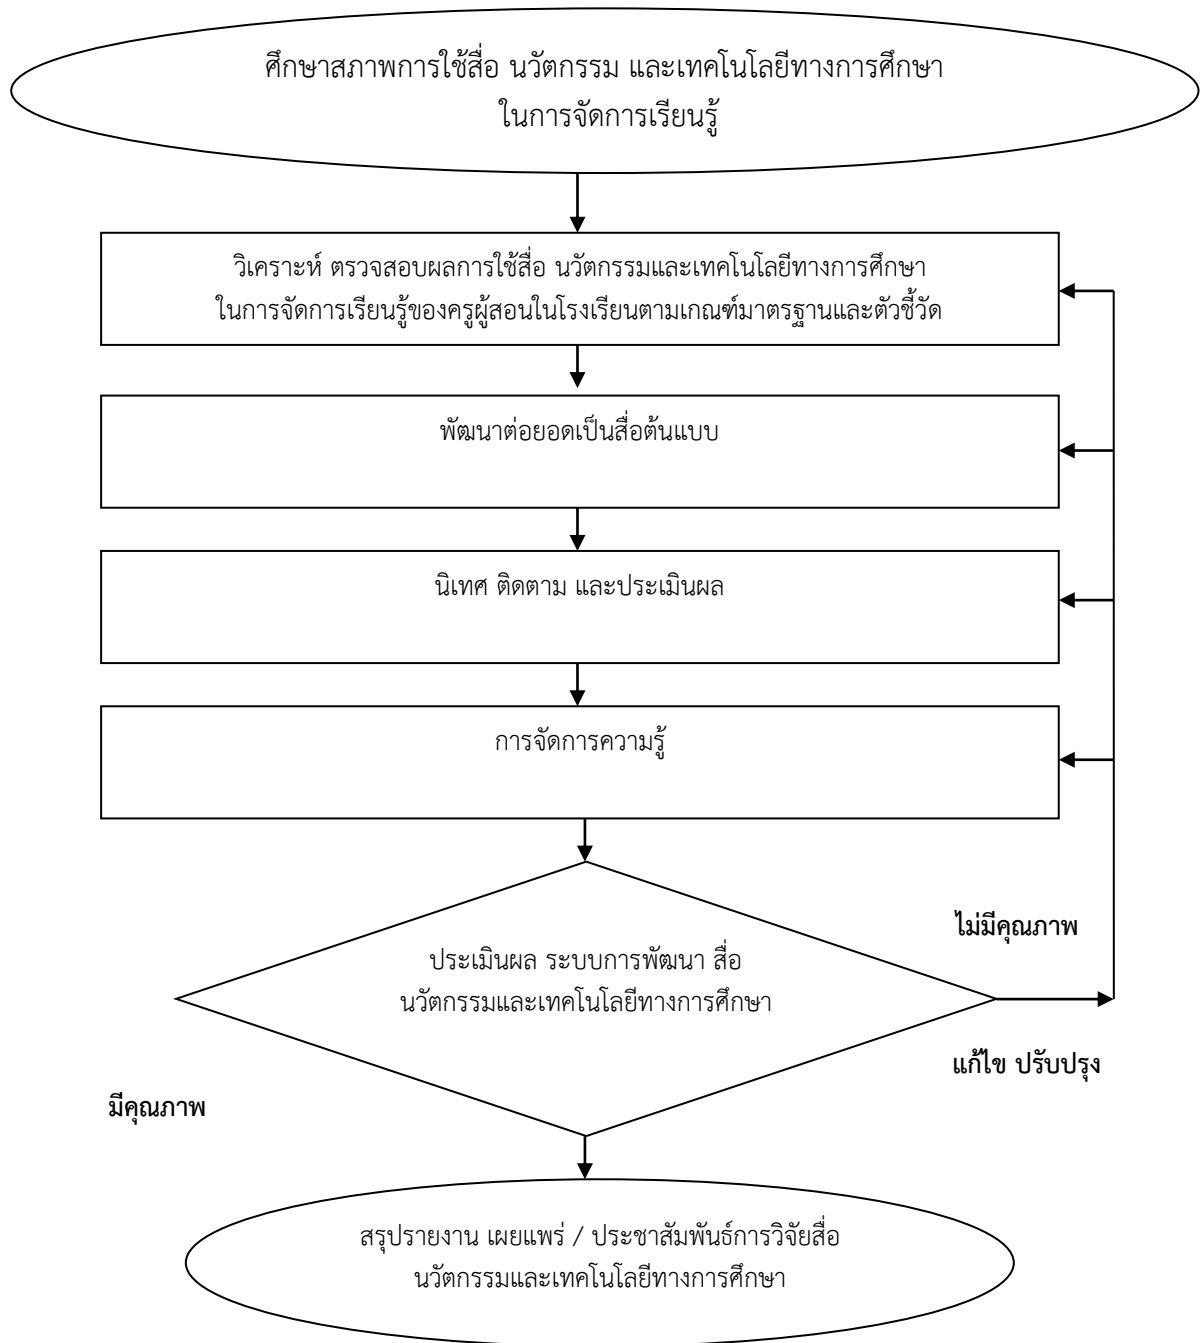 ศึกษาสภาพการใช้สื่อ นวัตกรรม และเทคโนโลยีทางการศึกษา
ในการจัดการเรียนรู้
วิเคราะห์ ตรวจสอบผลการใช้สื่อ นวัตกรรมและเทคโนโลยีทางการศึกษา
ในการจัดการเรียนรู้ของครูผู้สอนในโรงเรียนตามเกณฑ์มาตรฐานและตัวชี้วัด
พัฒนาต่อยอดเป็นสื่อต้นแบบ
นิเทศ ติดตาม และประเมินผล
การจัดการความรู้
ไม่มีคุณภาพ
ประเมินผล ระบบการพัฒนา สื่อ
นวัตกรรมและเทคโนโลยีทางการศึกษา
แก้ไข ปรับปรุง
มีคุณภาพ
สรุปรายงาน เผยแพร่ / ประชาสัมพันธ์การวิจัยสื่อ
นวัตกรรมและเทคโนโลยีทางการศึกษา